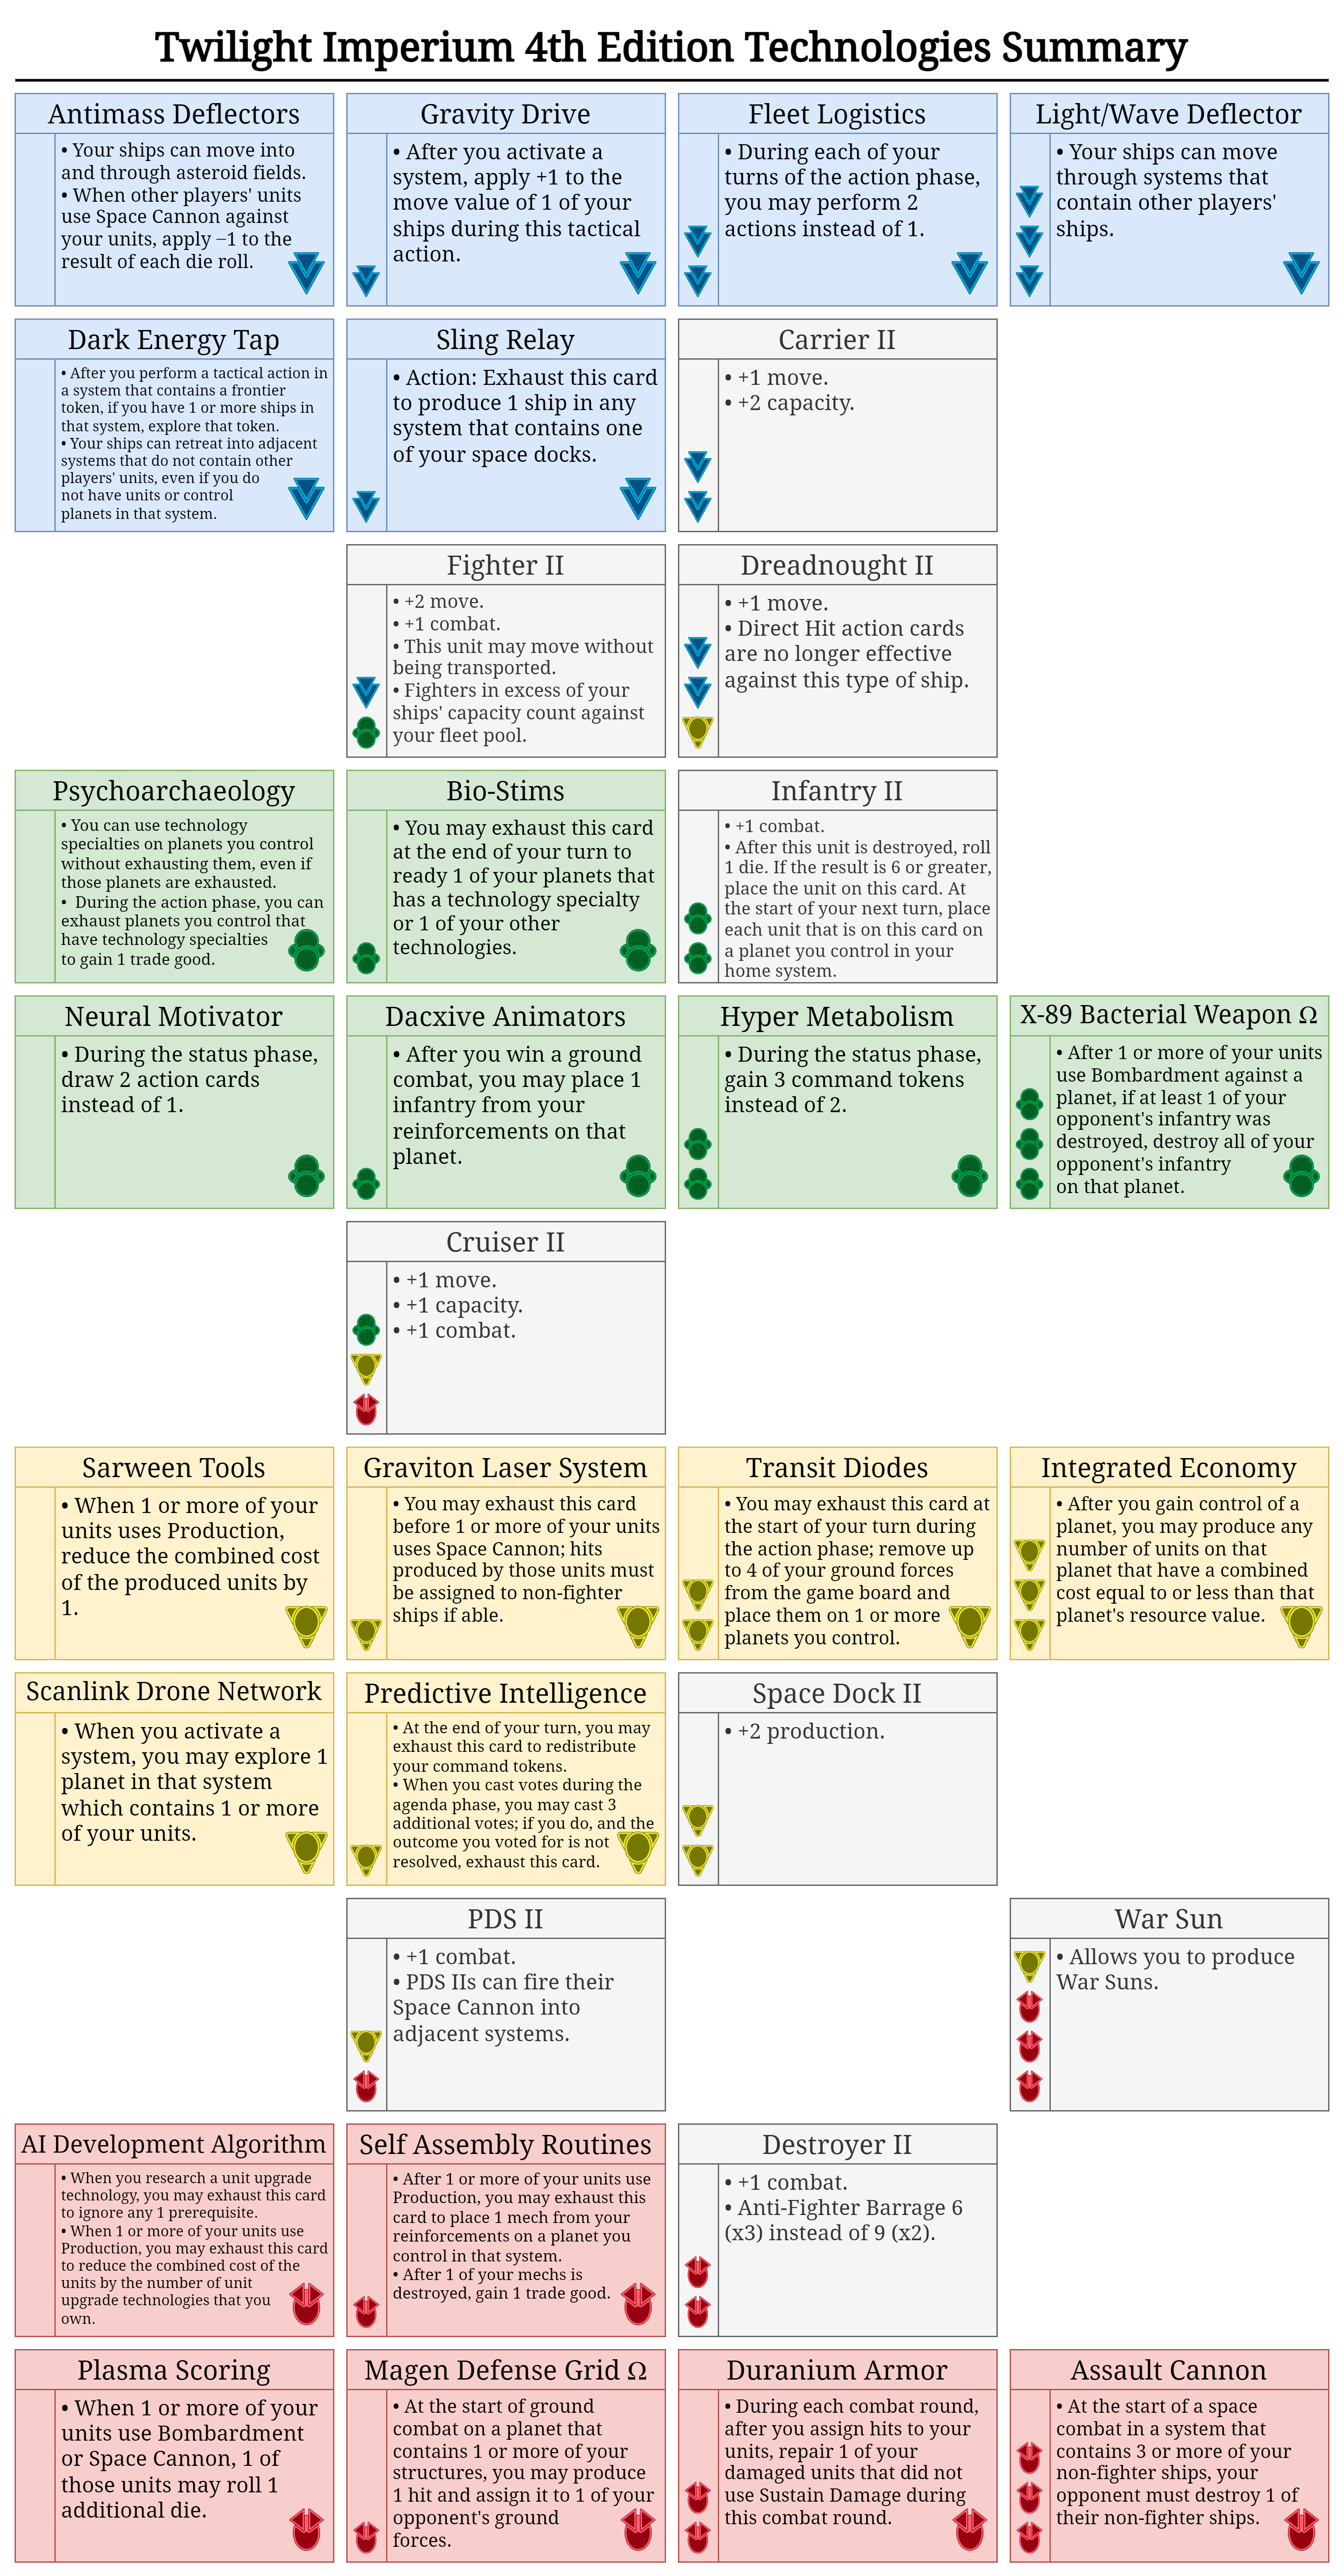 Twilight Imperium 4th Edition Technologies Summary
Antimass Deflectors
• Your ships can move into
and through asteroid fields.
• When other players' units
use Space Cannon against
your units, apply −1 to the
result of each die roll.
Gravity Drive
• After you activate a
system, apply +1 to the
move value of 1 of your
ships during this tactical
action.
Fleet Logistics
• During each of your
turns of the action phase,
you may perform 2
actions instead of 1.
Light/Wave Deflector
• Your ships can move
through systems that
contain other players'
ships.
Dark Energy Tap
• After you perform a tactical action in
a system that contains a frontier
token, if you have 1 or more ships in
that system, explore that token.
• Your ships can retreat into adjacent
systems that do not contain other
players' units, even if you do
not have units or control
planets in that system.
Sling Relay
• Action: Exhaust this card
to produce 1 ship in any
system that contains one
of your space docks.
Carrier II
• +1 move.
• +2 capacity.
Fighter II
• +2 move.
• +1 combat.
• This unit may move without
being transported.
• Fighters in excess of your
ships' capacity count against
your fleet pool.
Dreadnought II
• +1 move.
• Direct Hit action cards
are no longer effective
against this type of ship.
Psychoarchaeology
• You can use technology
specialties on planets you control
without exhausting them, even if
those planets are exhausted.
•  During the action phase, you can
exhaust planets you control that
have technology specialties
to gain 1 trade good.
Bio-Stims
• You may exhaust this card
at the end of your turn to
ready 1 of your planets that
has a technology specialty
or 1 of your other
technologies.
Infantry II
• +1 combat.
• After this unit is destroyed, roll
1 die. If the result is 6 or greater,
place the unit on this card. At
the start of your next turn, place
each unit that is on this card on
a planet you control in your
home system.
Neural Motivator
• During the status phase,
draw 2 action cards
instead of 1.
Dacxive Animators
• After you win a ground
combat, you may place 1
infantry from your
reinforcements on that
planet.
Hyper Metabolism
• During the status phase,
gain 3 command tokens
instead of 2.
X-89 Bacterial Weapon Ω
• After 1 or more of your units
use Bombardment against a
planet, if at least 1 of your
opponent's infantry was
destroyed, destroy all of your
opponent's infantry
on that planet.
Cruiser II
• +1 move.
• +1 capacity.
• +1 combat.
Sarween Tools
• When 1 or more of your
units uses Production,
reduce the combined cost
of the produced units by
1.
Graviton Laser System
• You may exhaust this card
before 1 or more of your units
uses Space Cannon; hits
produced by those units must
be assigned to non-fighter
ships if able.
Transit Diodes
• You may exhaust this card at
the start of your turn during
the action phase; remove up
to 4 of your ground forces
from the game board and
place them on 1 or more
planets you control.
Integrated Economy
• After you gain control of a
planet, you may produce any
number of units on that
planet that have a combined
cost equal to or less than that
planet's resource value.
Scanlink Drone Network
• When you activate a
system, you may explore 1
planet in that system
which contains 1 or more
of your units.
Predictive Intelligence
• At the end of your turn, you may
exhaust this card to redistribute
your command tokens.
• When you cast votes during the
agenda phase, you may cast 3
additional votes; if you do, and the
outcome you voted for is not
resolved, exhaust this card.
Space Dock II
• +2 production.
PDS II
• +1 combat.
• PDS IIs can fire their
Space Cannon into
adjacent systems.
War Sun
• Allows you to produce
War Suns.
AI Development Algorithm
• When you research a unit upgrade
technology, you may exhaust this card
to ignore any 1 prerequisite.
• When 1 or more of your units use
Production, you may exhaust this card
to reduce the combined cost of the
units by the number of unit
upgrade technologies that you
own.
Self Assembly Routines
• After 1 or more of your units use
Production, you may exhaust this
card to place 1 mech from your
reinforcements on a planet you
control in that system.
• After 1 of your mechs is
destroyed, gain 1 trade good.
Destroyer II
• +1 combat.
• Anti-Fighter Barrage 6
(x3) instead of 9 (x2).
Plasma Scoring
• When 1 or more of your
units use Bombardment
or Space Cannon, 1 of
those units may roll 1
additional die.
Magen Defense Grid Ω
• At the start of ground
combat on a planet that
contains 1 or more of your
structures, you may produce
1 hit and assign it to 1 of your
opponent's ground
forces.
Duranium Armor
• During each combat round,
after you assign hits to your
units, repair 1 of your
damaged units that did not
use Sustain Damage during
this combat round.
Assault Cannon
• At the start of a space
combat in a system that
contains 3 or more of your
non-fighter ships, your
opponent must destroy 1 of
their non-fighter ships.